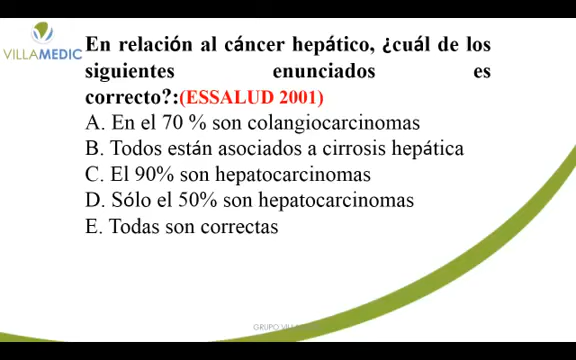 VILLAMEDIC
En relación al cáncer hepático, ¿cuál de los
siguientes enunciados es
correcto?:(ESSALUD 2001)
A. En el 70 % son colangiocarcinomas
B. Todos están asociados a cirrosis hepática
C. El 90% son hepatocarcinomas
D. Sólo el 50% son hepatocarcinomas
E. Todas son correctas
GRUPO